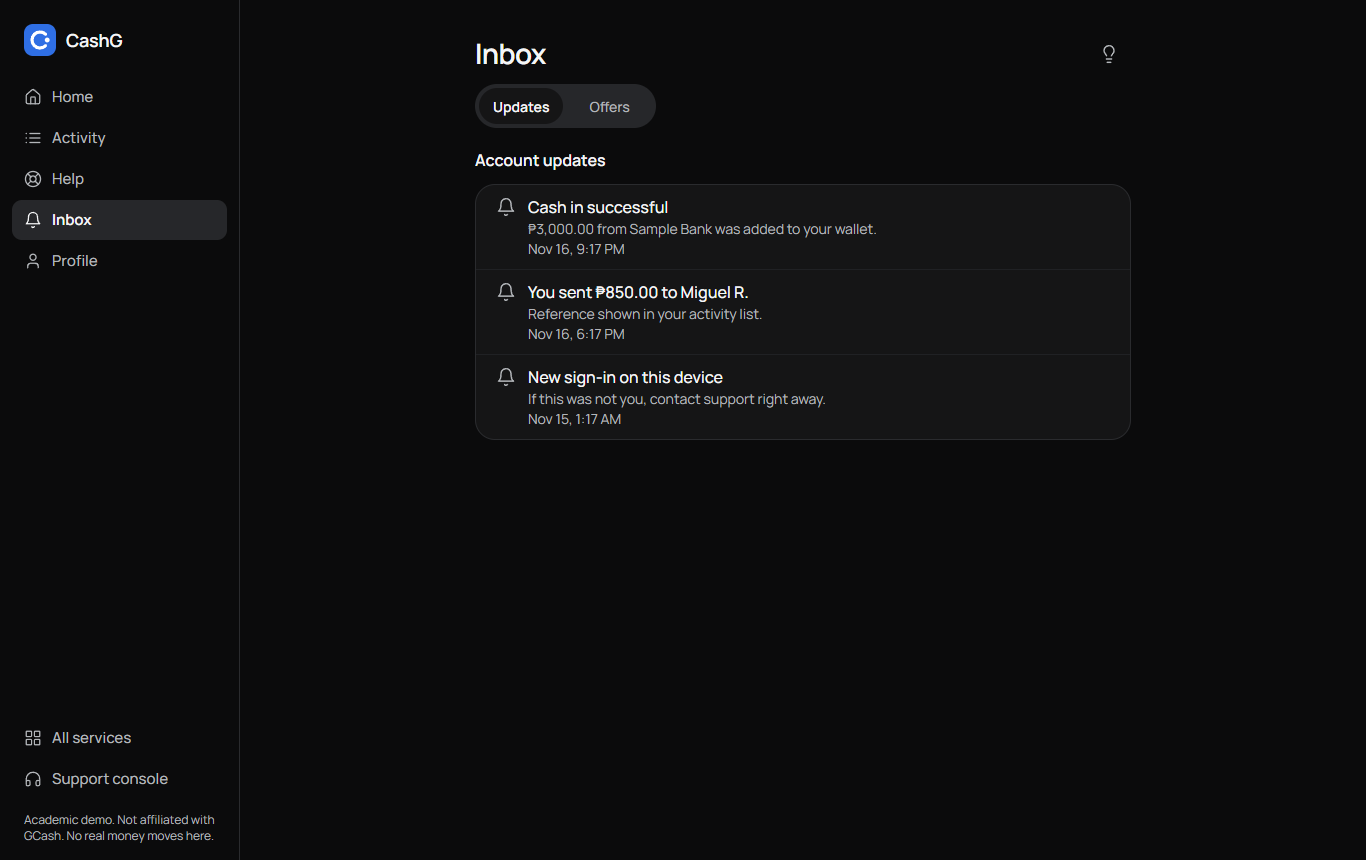 CashG
Home
Activity
Help
Inbox
Profile
All services
Support console
Academic demo. Not affiliated with
GCash. No real money moves here.
Inbox
Updates
Offers
Account updates
Cash in successful
₱3,000.00 from Sample Bank was added to your wallet.
Nov 16, 9:17 PM
You sent ₱850.00 to Miguel R.
Reference shown in your activity list.
Nov 16, 6:17 PM
New sign-in on this device
If this was not you, contact support right away.
Nov 15, 1:17 AM